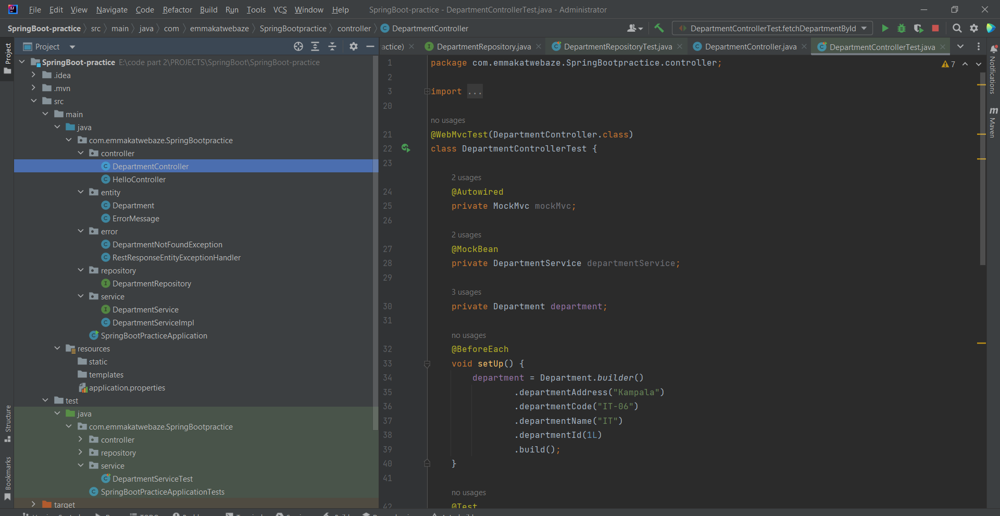 File Edit View Navigate Code Refactor Build Run Tools VCS Window Help SpringBoot-practice - DepartmentControllerTest.java - Administrator
SpringBoot-practice src main java com emmakatwebaze SpringBootpractice controller DepartmentController DepartmentControllerTest.fetchDepartmentById
Project
actice) DepartmentRepository.java DepartmentRepositoryTest.java DepartmentController.java DepartmentControllerTest.java
Project
Structure
Bookmarks
SpringBoot-practice E:\code part 2\PROJECTS\SpringBoot\SpringBoot-practice
.idea
.mvn
src
main
java
com.emmakatwebaze.SpringBootpractice
controller
DepartmentController
HelloController
entity
Department
ErrorMessage
error
DepartmentNotFoundException
RestResponseEntityExceptionHandler
repository
DepartmentRepository
service
DepartmentService
DepartmentServiceImpl
SpringBootPracticeApplication
resources
static
templates
application.properties
test
java
com.emmakatwebaze.SpringBootpractice
controller
repository
service
DepartmentServiceTest
SpringBootPracticeApplicationTests
target
1 package com.emmakatwebaze.SpringBootpractice.controller;
7
2
3 import ...
20
no usages
21 @WebMvcTest(DepartmentController.class)
22 class DepartmentControllerTest {
23
2 usages
24 @Autowired
25 private MockMvc mockMvc;
26
2 usages
27 @MockBean
28 private DepartmentService departmentService;
29
3 usages
30 private Department department;
31
no usages
32 @BeforeEach
33 void setUp() {
34 department = Department.builder()
35 .departmentAddress("Kampala")
36 .departmentCode("IT-06")
37 .departmentName("IT")
38 .departmentId(1L)
39 .build();
40 }
41
no usages
42 @Test
Notifications
m Maven